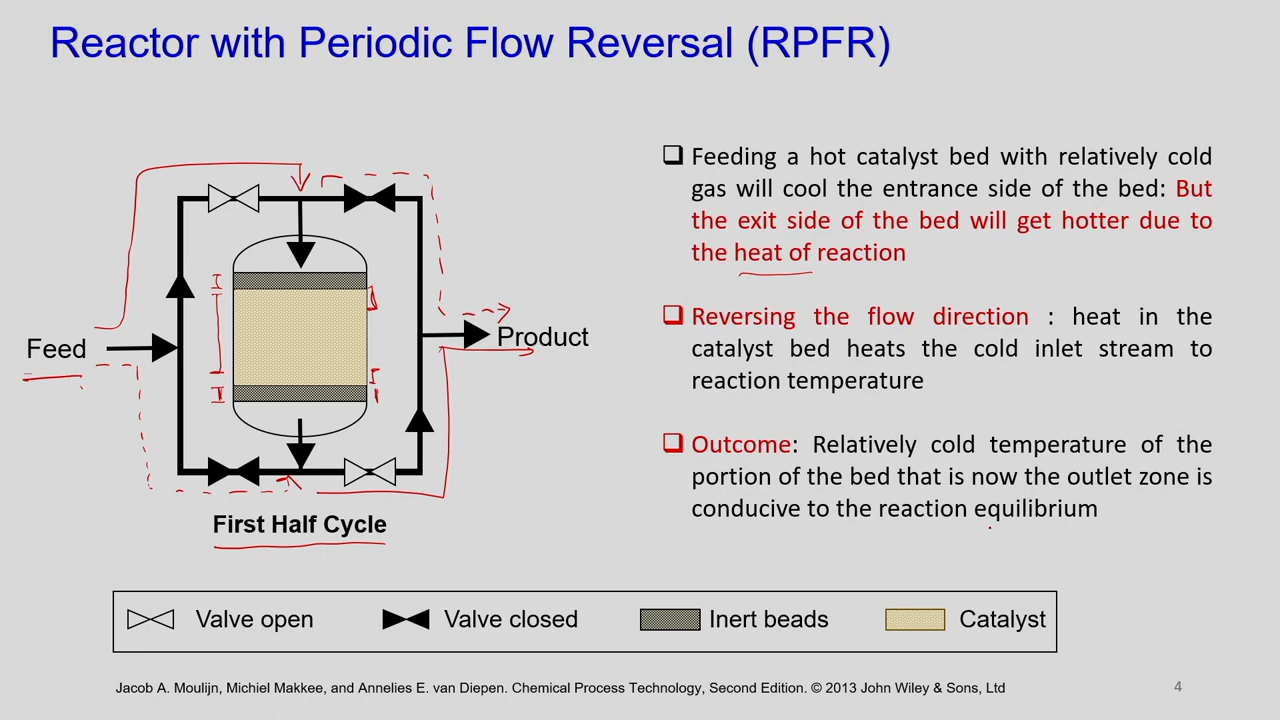 Reactor with Periodic Flow Reversal (RPFR)
Feed
Product
First Half Cycle
Feeding a hot catalyst bed with relatively cold
gas will cool the entrance side of the bed: But
the exit side of the bed will get hotter due to
the heat of reaction
Reversing the flow direction : heat in the
catalyst bed heats the cold inlet stream to
reaction temperature
Outcome: Relatively cold temperature of the
portion of the bed that is now the outlet zone is
conducive to the reaction equilibrium
Valve open
Valve closed
Inert beads
Catalyst
Jacob A. Moulijn, Michiel Makkee, and Annelies E. van Diepen. Chemical Process Technology, Second Edition. © 2013 John Wiley & Sons, Ltd
4